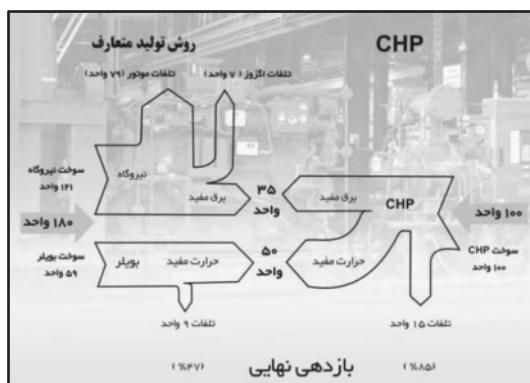 روش تولید متعارف
CHP
تلفات موتور (۷۹ واحد)
تلفات اگزوز (۷ واحد)
سوخت نیروگاه
۱۲۱ واحد
نیروگاه
برق مفید
۳۵
واحد
برق مفید
CHP
۱۸۰ واحد
۱۰۰ واحد
سوخت بویلر
۵۹ واحد
بویلر
حرارت مفید
۵۰
واحد
حرارت مفید
سوخت CHP
۱۰۰ واحد
تلفات ۹ واحد
تلفات ۱۵ واحد
(%۴۷)
بازدهی نهایی
(%۸۵)